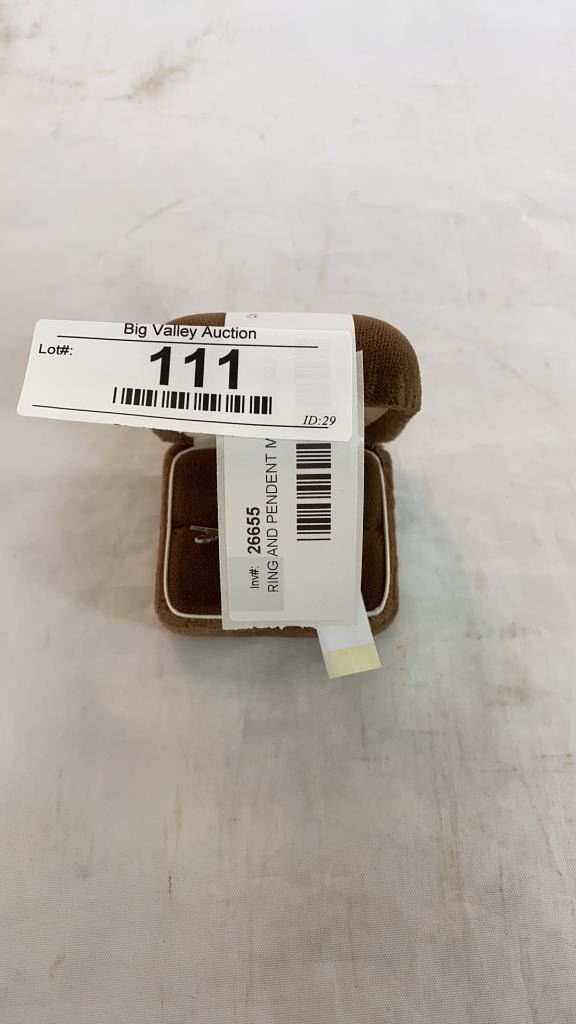 Big Valley Auction
Lot#:
111
ID:29
Inv#: 26655
RING AND PENDENT